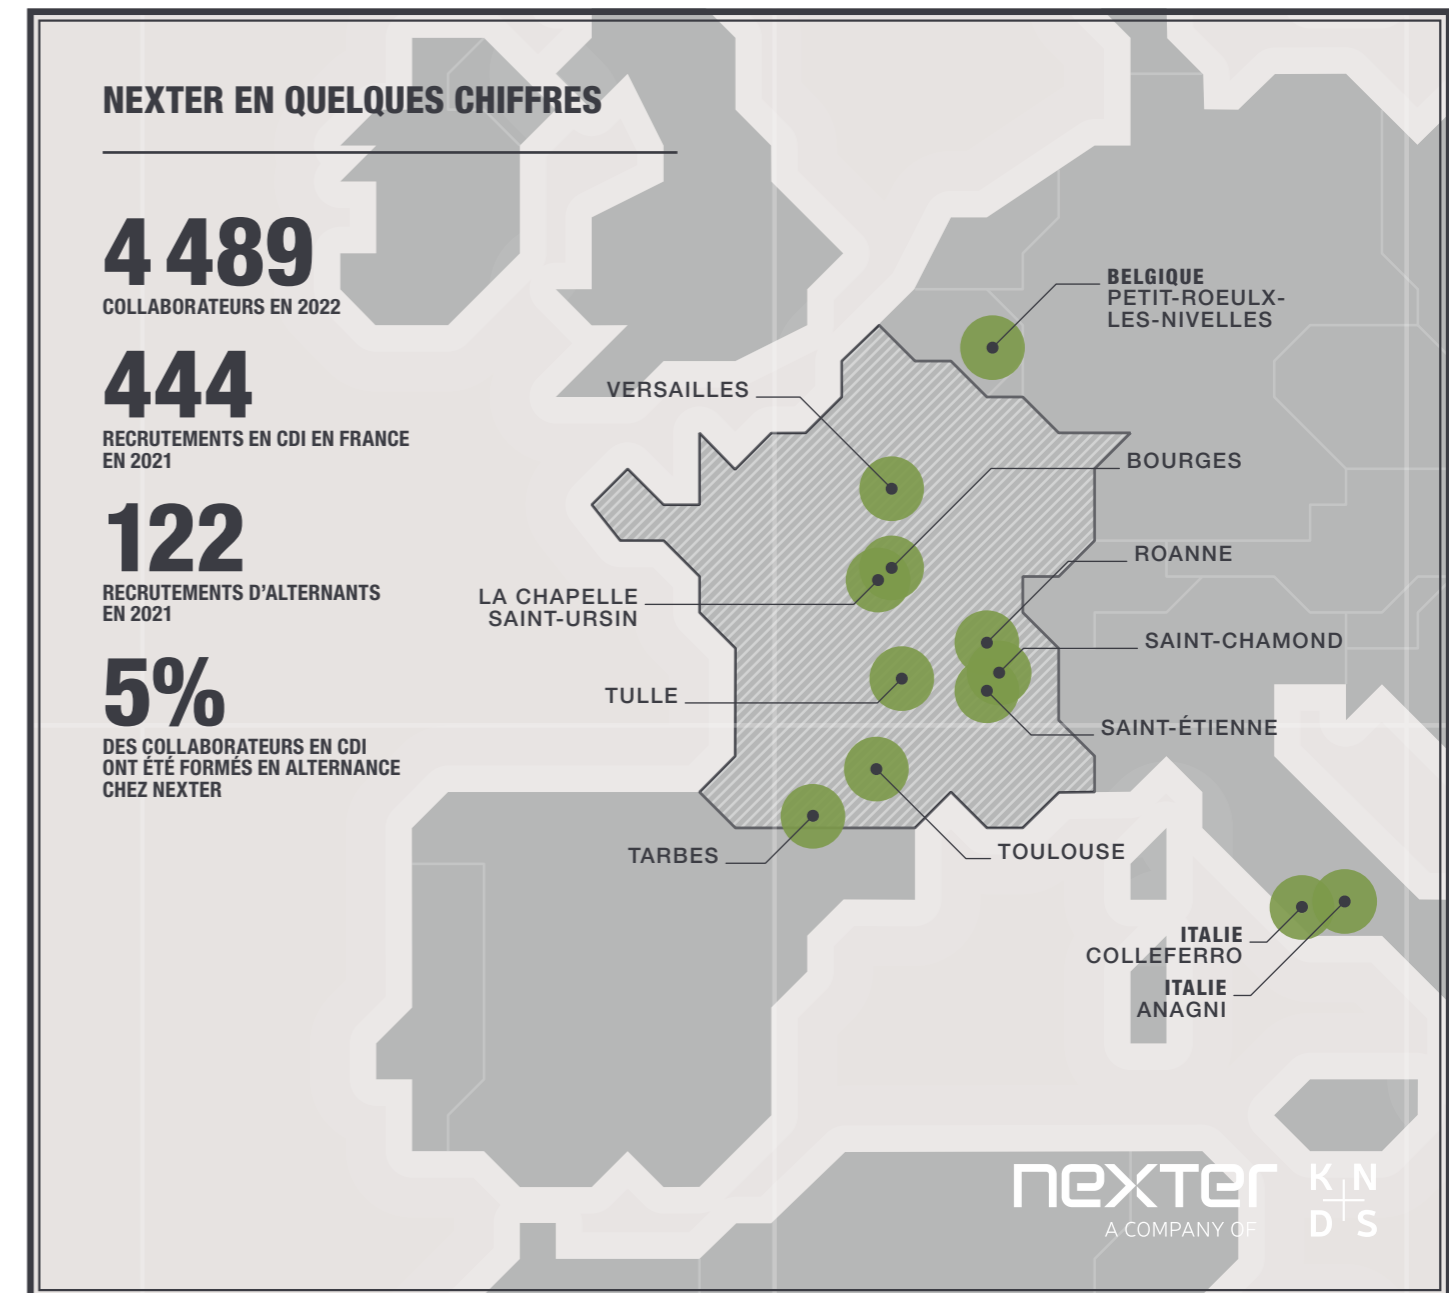 NEXTER EN QUELQUES CHIFFRES
4 489
COLLABORATEURS EN 2022
444
RECRUTEMENTS EN CDI EN FRANCE
EN 2021
122
RECRUTEMENTS D'ALTERNANTS
EN 2021
5%
DES COLLABORATEURS EN CDI
ONT ÉTÉ FORMÉS EN ALTERNANCE
CHEZ NEXTER
BELGIQUE
PETIT-ROEULX-
LES-NIVELLES
VERSAILLES
BOURGES
ROANNE
LA CHAPELLE
SAINT-URSIN
SAINT-CHAMOND
TULLE
SAINT-ÉTIENNE
TARBES
TOULOUSE
ITALIE
COLLEFERRO
ITALIE
ANAGNI
nexter
A COMPANY OF
K N
D S